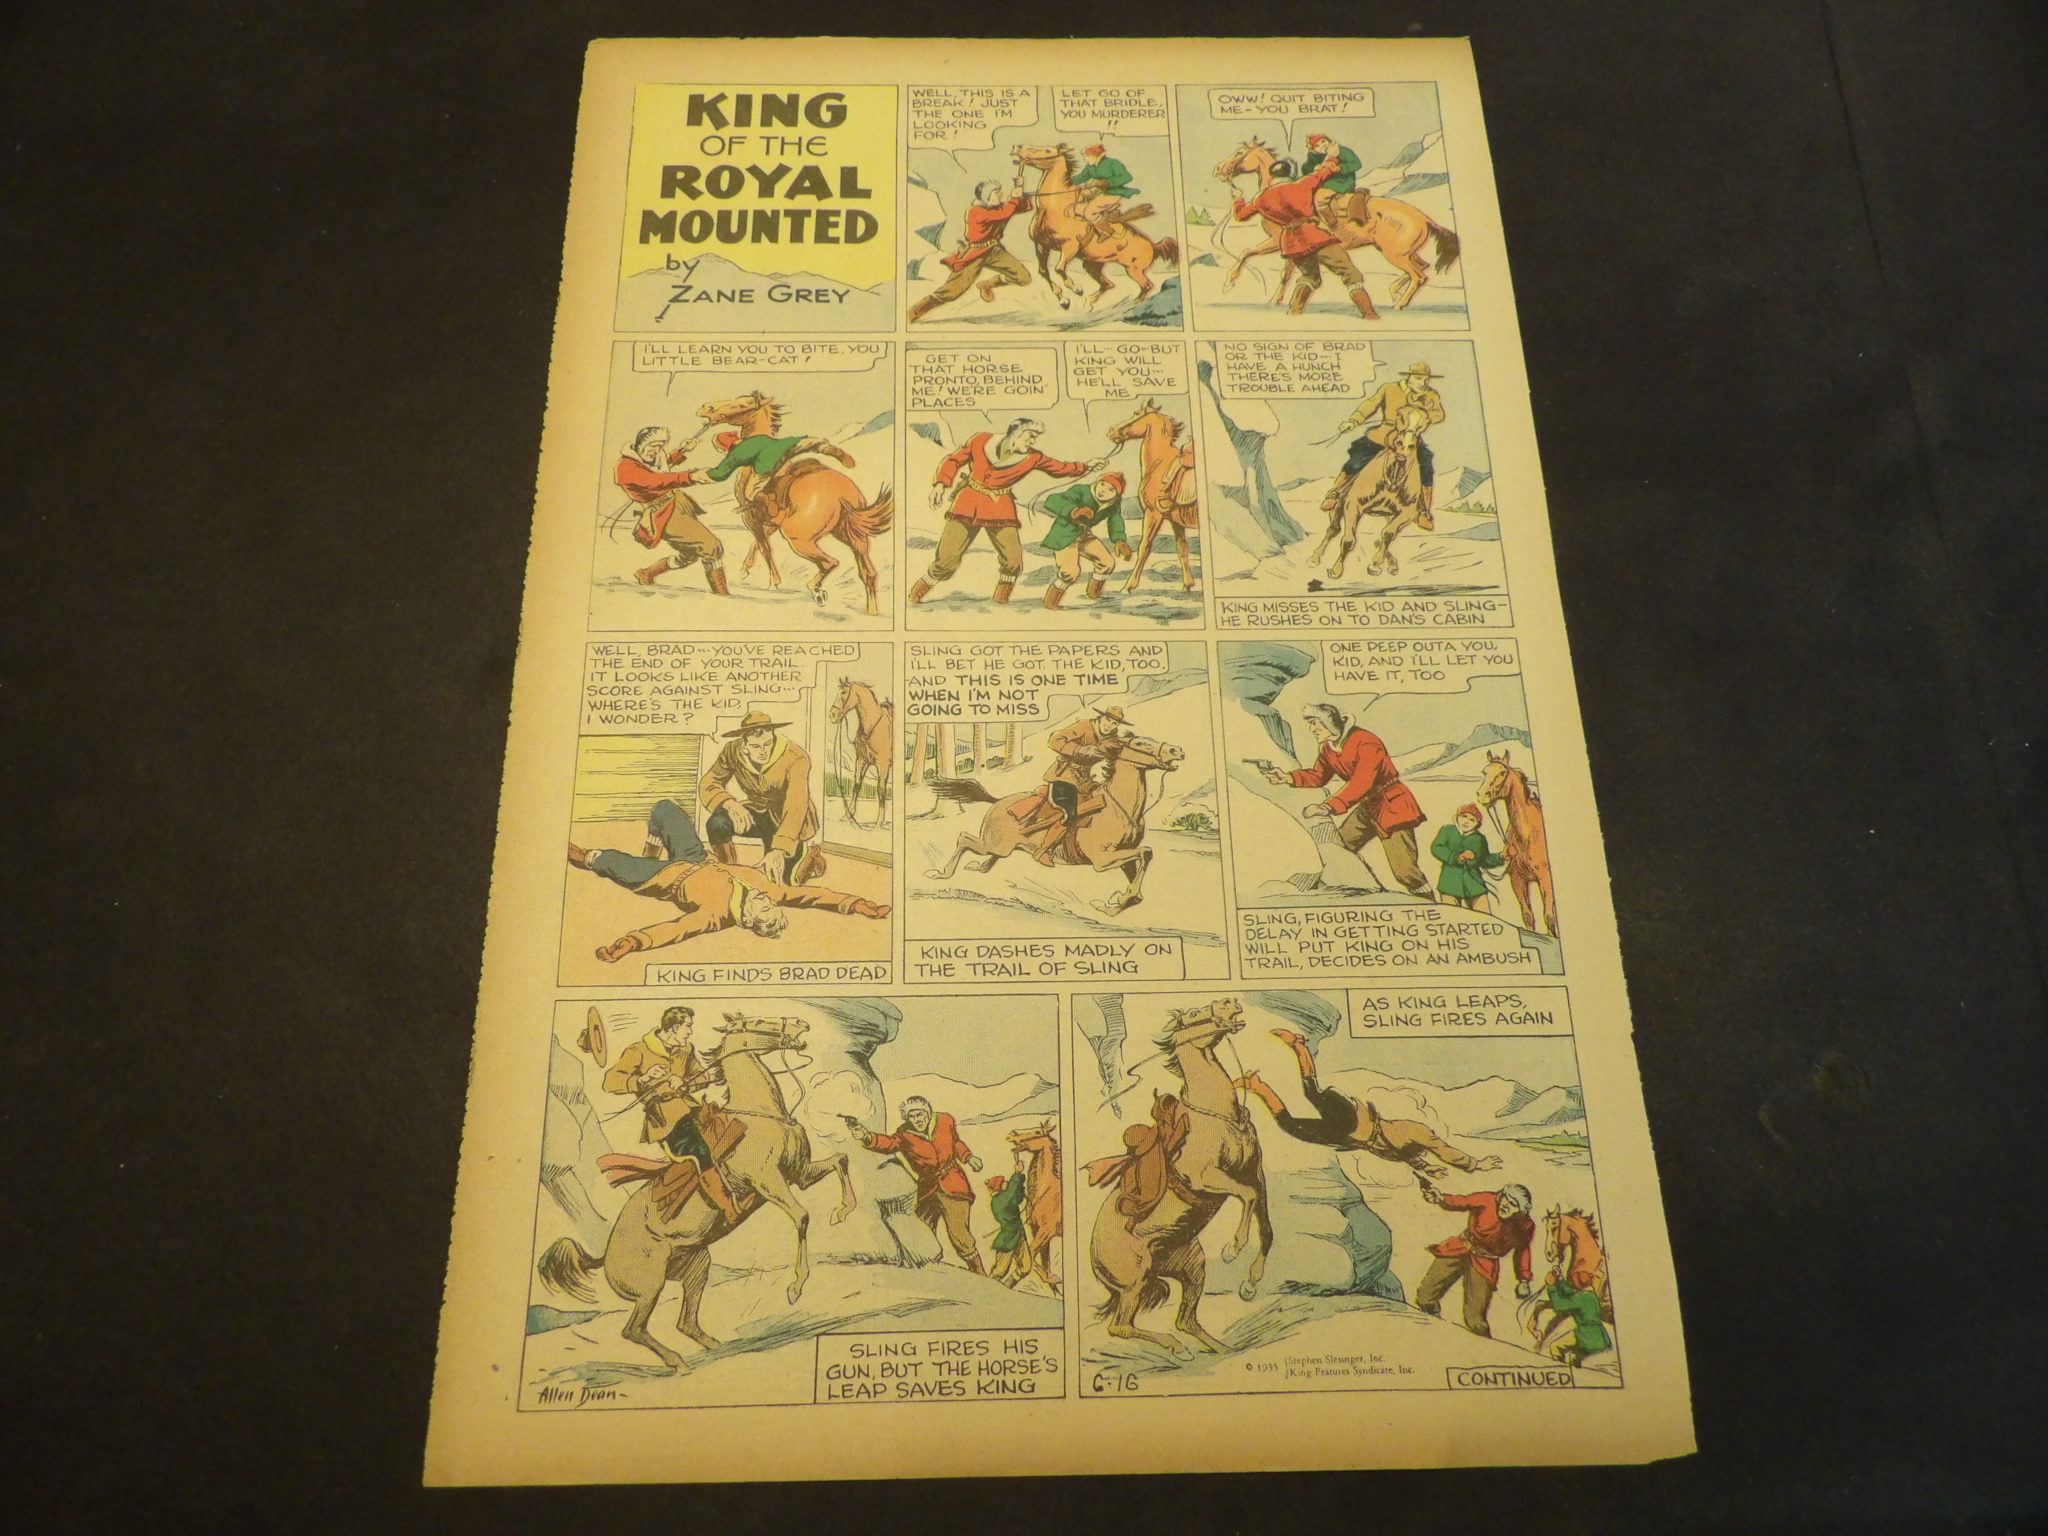 KING
OF THE
ROYAL
MOUNTED
by
ZANE GREY
WELL, THIS IS A
BREAK! JUST
THE ONE I'M
LOOKING
FOR!
LET GO OF
THAT BRIDLE,
YOU MURDERER
!!
OWW! QUIT BITING
ME- YOU BRAT!
I'LL LEARN YOU TO BITE, YOU
LITTLE BEAR-CAT!
GET ON
THAT HORSE
PRONTO, BEHIND
ME! WE'RE GOIN'
PLACES
I'LL- GO-BUT
KING WILL
GET YOU---
HE'LL SAVE
ME
NO SIGN OF BRAD
OR THE KID---I
HAVE A HUNCH
THERE'S MORE
TROUBLE AHEAD
KING MISSES THE KID AND SLING-
HE RUSHES ON TO DAN'S CABIN
WELL, BRAD---YOU'VE REACHED
THE END OF YOUR TRAIL.
IT LOOKS LIKE ANOTHER
SCORE AGAINST SLING---
WHERE'S THE KID,
I WONDER?
KING FINDS BRAD DEAD
SLING GOT THE PAPERS AND
I'LL BET HE GOT THE KID, TOO.
AND THIS IS ONE TIME
WHEN I'M NOT
GOING TO MISS
KING DASHES MADLY ON
THE TRAIL OF SLING
ONE PEEP OUTA YOU,
KID, AND I'LL LET YOU
HAVE IT, TOO
SLING, FIGURING THE
DELAY IN GETTING STARTED
WILL PUT KING ON HIS
TRAIL, DECIDES ON AN AMBUSH
SLING FIRES HIS
GUN, BUT THE HORSE'S
LEAP SAVES KING
Allen Dean-
AS KING LEAPS,
SLING FIRES AGAIN
6-16
© 1935 Stephen Slesinger, Inc.
King Features Syndicate, Inc.
CONTINUED